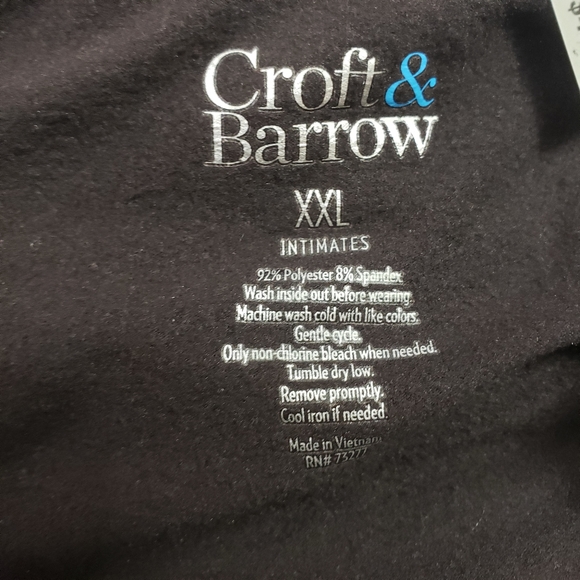 Croft &
Barrow
XXL
INTIMATES
92% Polyester 8% Spandex
Wash inside out before wearing.
Machine wash cold with like colors.
Gentle cycle.
Only non-chlorine bleach when needed.
Tumble dry low.
Remove promptly.
Cool iron if needed.
Made in Vietnam
RN# 73277